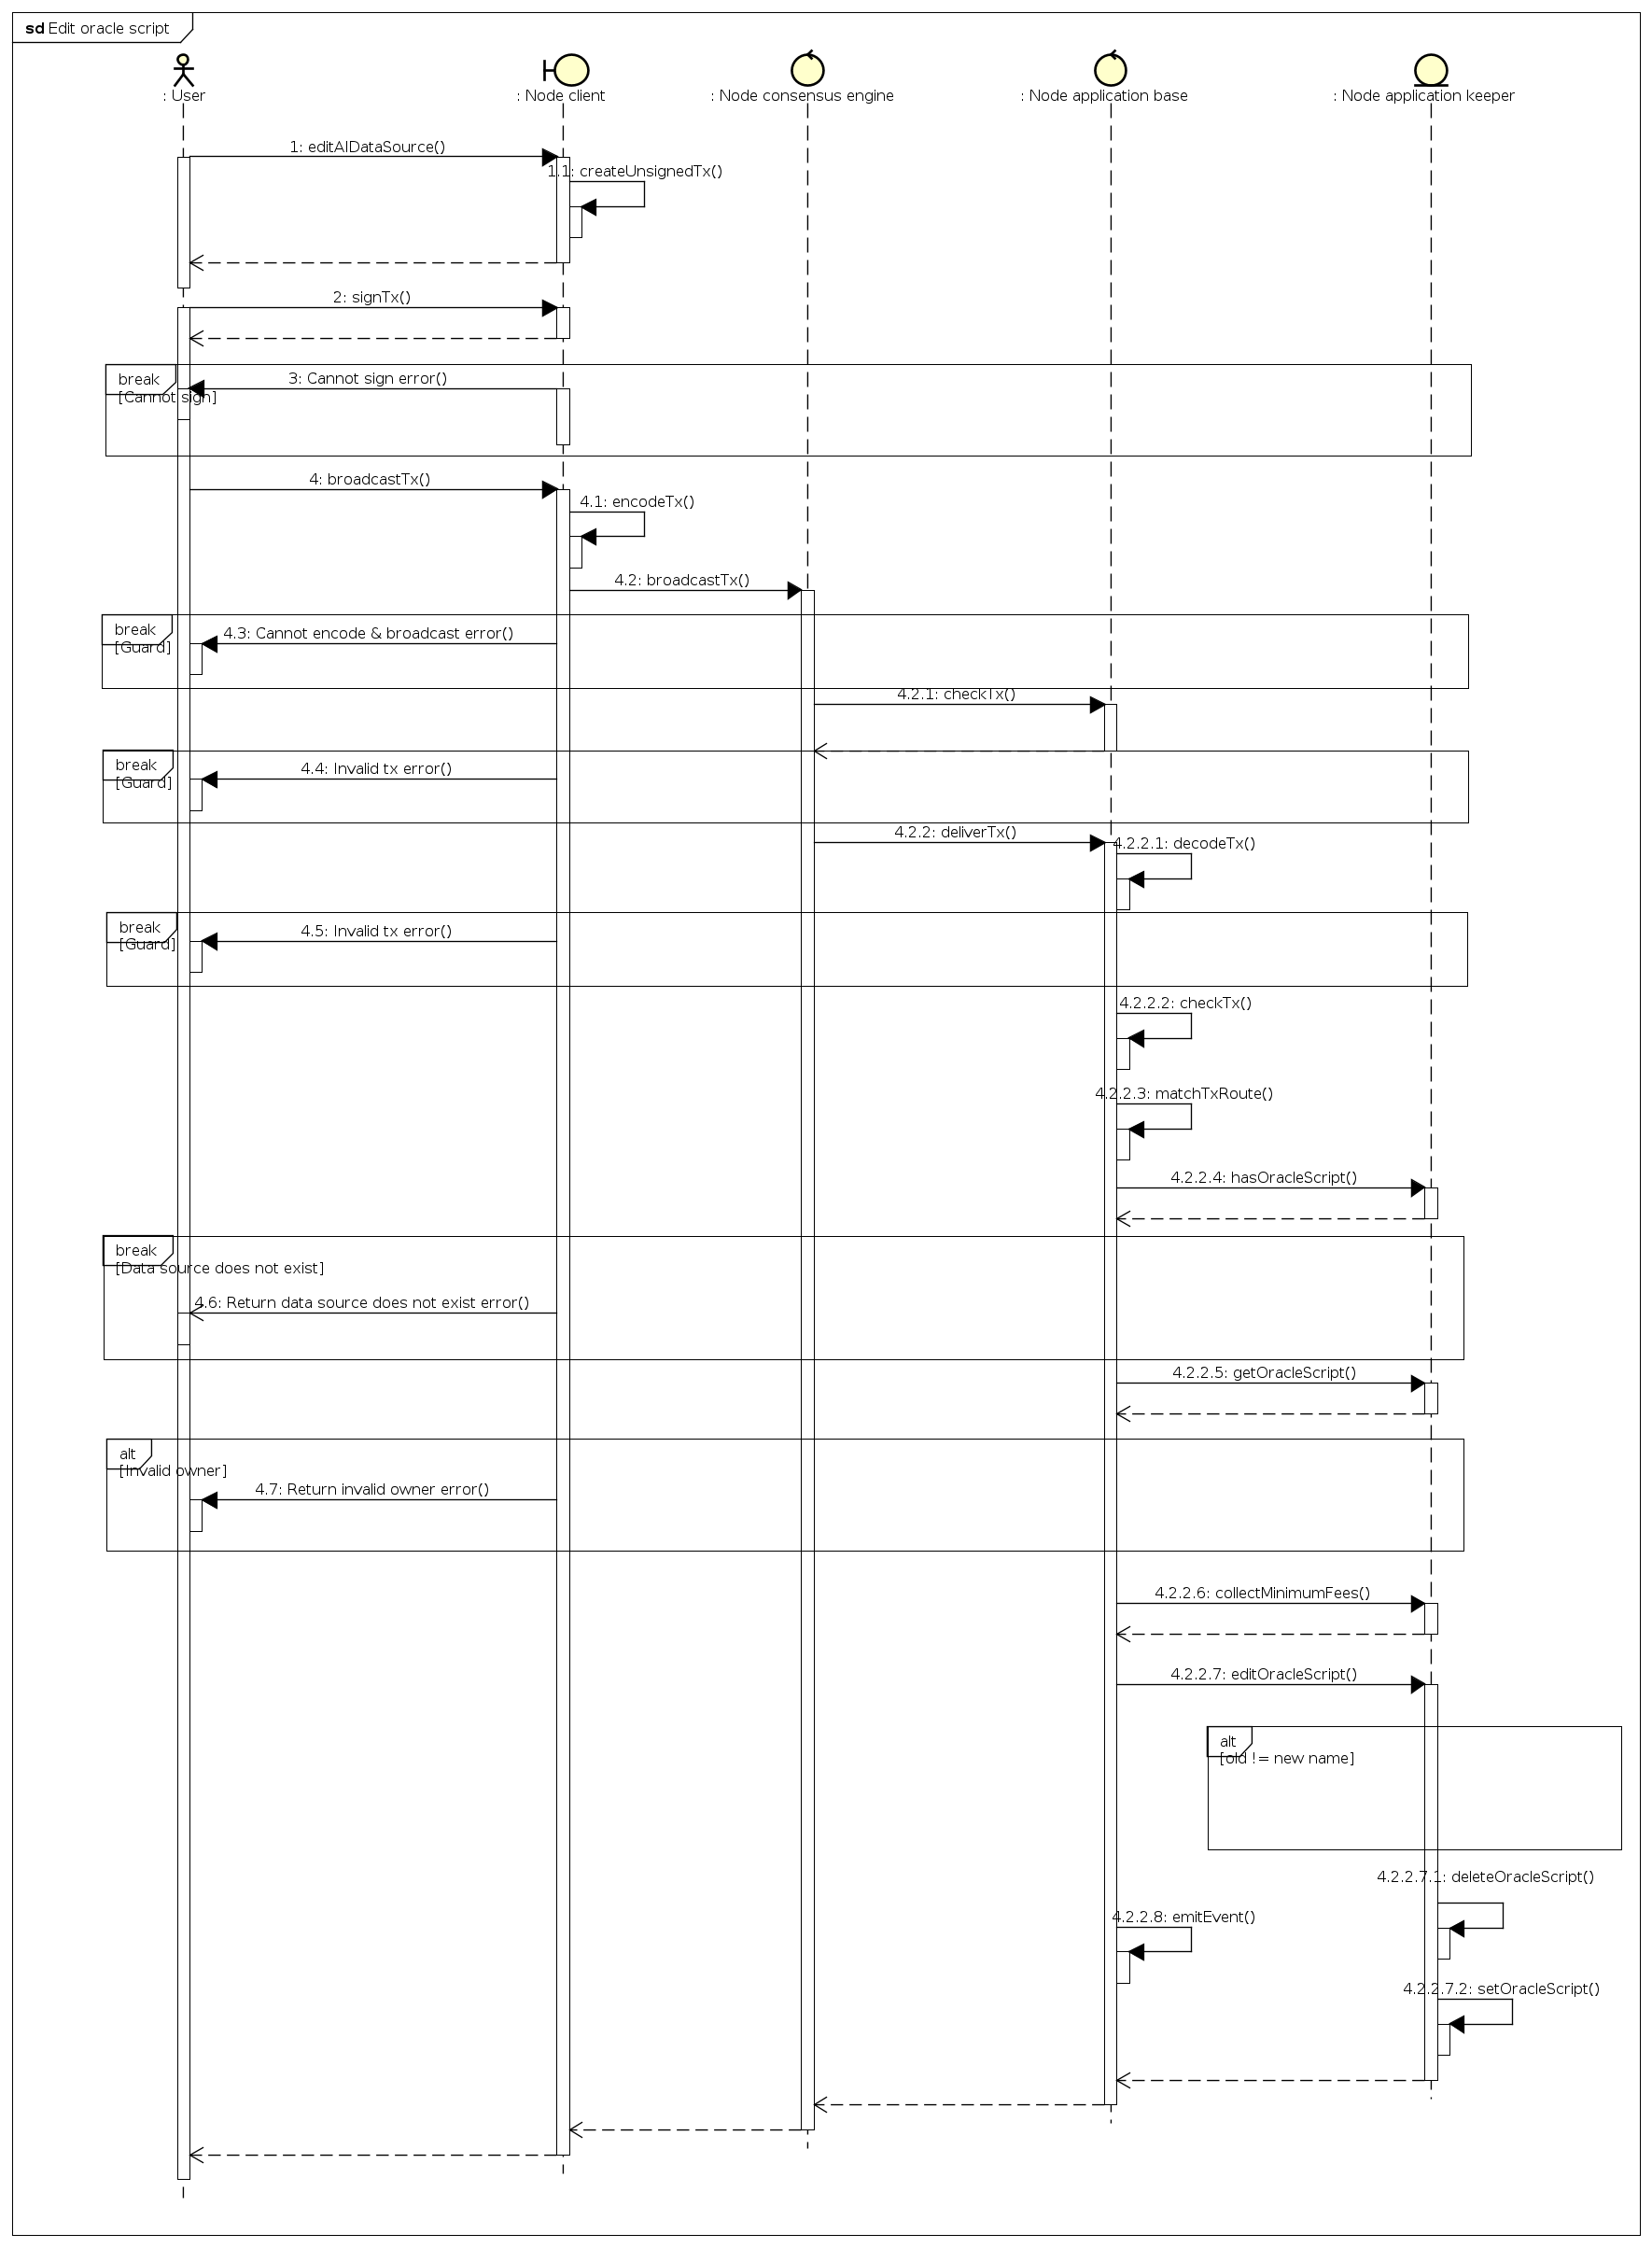 sd Edit oracle script
: User
: Node client
: Node consensus engine
: Node application base
: Node application keeper
1: editAIDataSource()
1.1: createUnsignedTx()
2: signTx()
break
3: Cannot sign error()
[Cannot sign]
4: broadcastTx()
4.1: encodeTx()
4.2: broadcastTx()
break
4.3: Cannot encode & broadcast error()
[Guard]
4.2.1: checkTx()
break
4.4: Invalid tx error()
[Guard]
4.2.2: deliverTx()
4.2.2.1: decodeTx()
break
4.5: Invalid tx error()
[Guard]
4.2.2.2: checkTx()
4.2.2.3: matchTxRoute()
4.2.2.4: hasOracleScript()
break
[Data source does not exist]
4.6: Return data source does not exist error()
4.2.2.5: getOracleScript()
alt
[Invalid owner]
4.7: Return invalid owner error()
4.2.2.6: collectMinimumFees()
4.2.2.7: editOracleScript()
alt
[old != new name]
4.2.2.7.1: deleteOracleScript()
4.2.2.8: emitEvent()
4.2.2.7.2: setOracleScript()